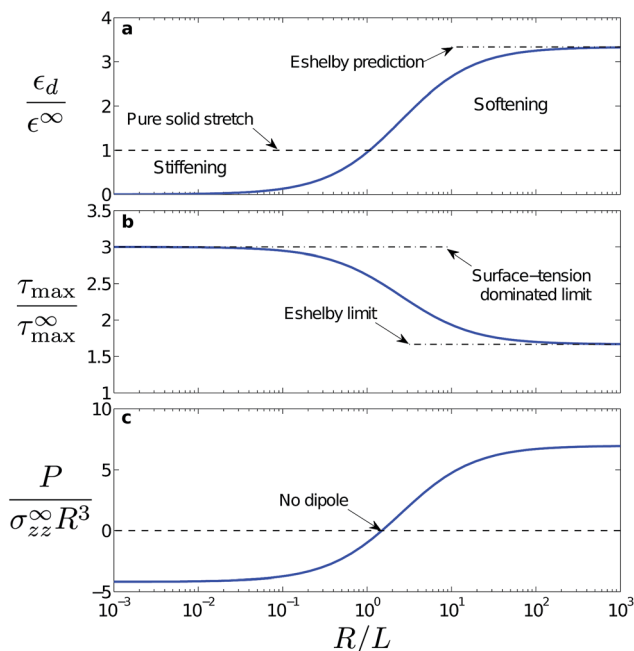 a
4
3
2
1
0
ϵ_d / ϵ^∞
Eshelby prediction
Softening
Pure solid stretch
Stiffening
b
3.5
3
2.5
2
1.5
1
τ_max / τ_max^∞
Surface−tension
dominated limit
Eshelby limit
c
10
5
0
−5
P / σ_zz^∞ R^3
No dipole
10^−3 10^−2 10^−1 10^0 10^1 10^2 10^3
R/L